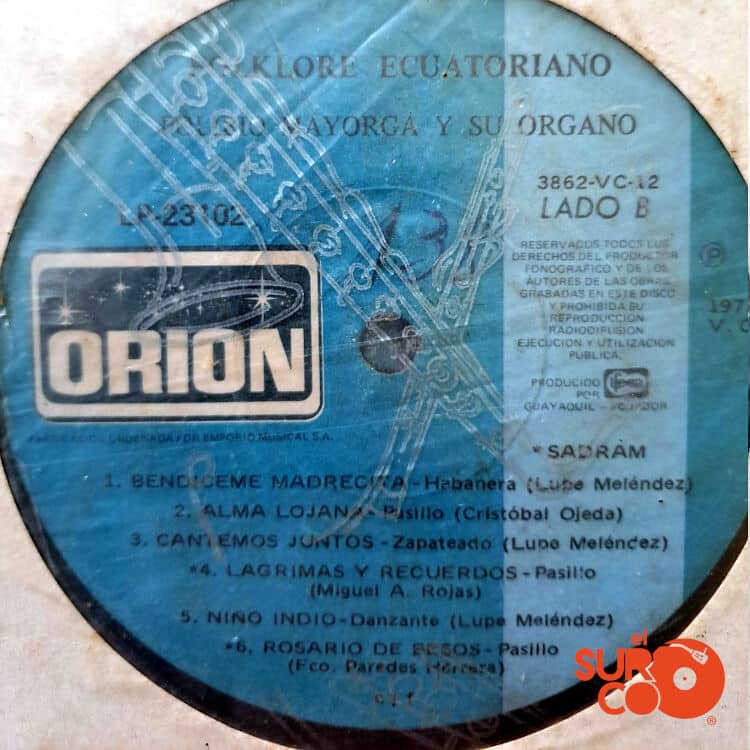 FOLKLORE ECUATORIANO
POLIBIO MAYORGA Y SU ORGANO
3862-VC-12
LP-23102
LADO B
13
RESERVADOS TODOS LOS
DERECHOS DEL PRODUCTOR
FONOGRAFICO Y DE LOS
AUTORES DE LAS OBRAS
GRABADAS EN ESTE DISCO
Y PROHIBIDA SU
REPRODUCCION
RADIODIFUSION
EJECUCION Y UTILIZACION
PUBLICA.
P
ORION
PRODUCIDO
POR
GUAYAQUIL - ECUADOR
FABRICACION ORDENADA POR EMPORIO MUSICAL S.A.
* SADRAM
1. BENDICEME MADRECITA - Habanera (Lupe Meléndez)
2. ALMA LOJANA - Pasillo (Cristóbal Ojeda)
3. CANTEMOS JUNTOS - Zapateado (Lupe Meléndez)
*4. LAGRIMAS Y RECUERDOS - Pasillo
(Miguel A. Rojas)
5. NIÑO INDIO - Danzante (Lupe Meléndez)
*6. ROSARIO DE BESOS - Pasillo
(Fco. Paredes Herrera)
el
SURCO
®